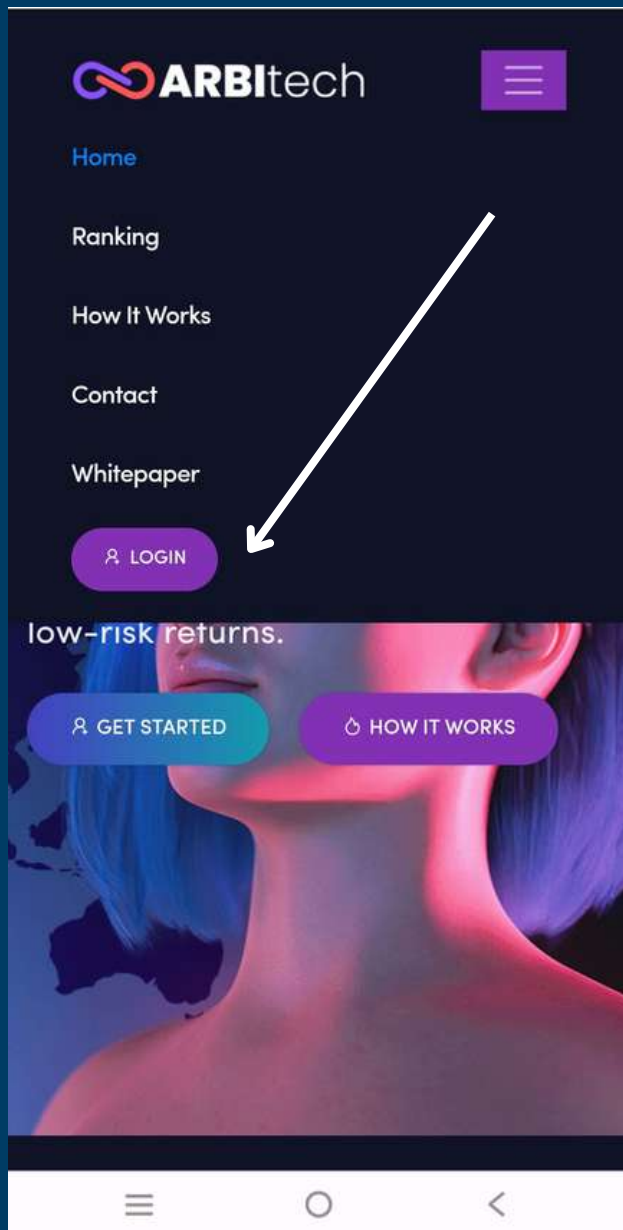 ARBItech
Home
Ranking
How It Works
Contact
Whitepaper
LOGIN
low-risk returns.
GET STARTED
HOW IT WORKS